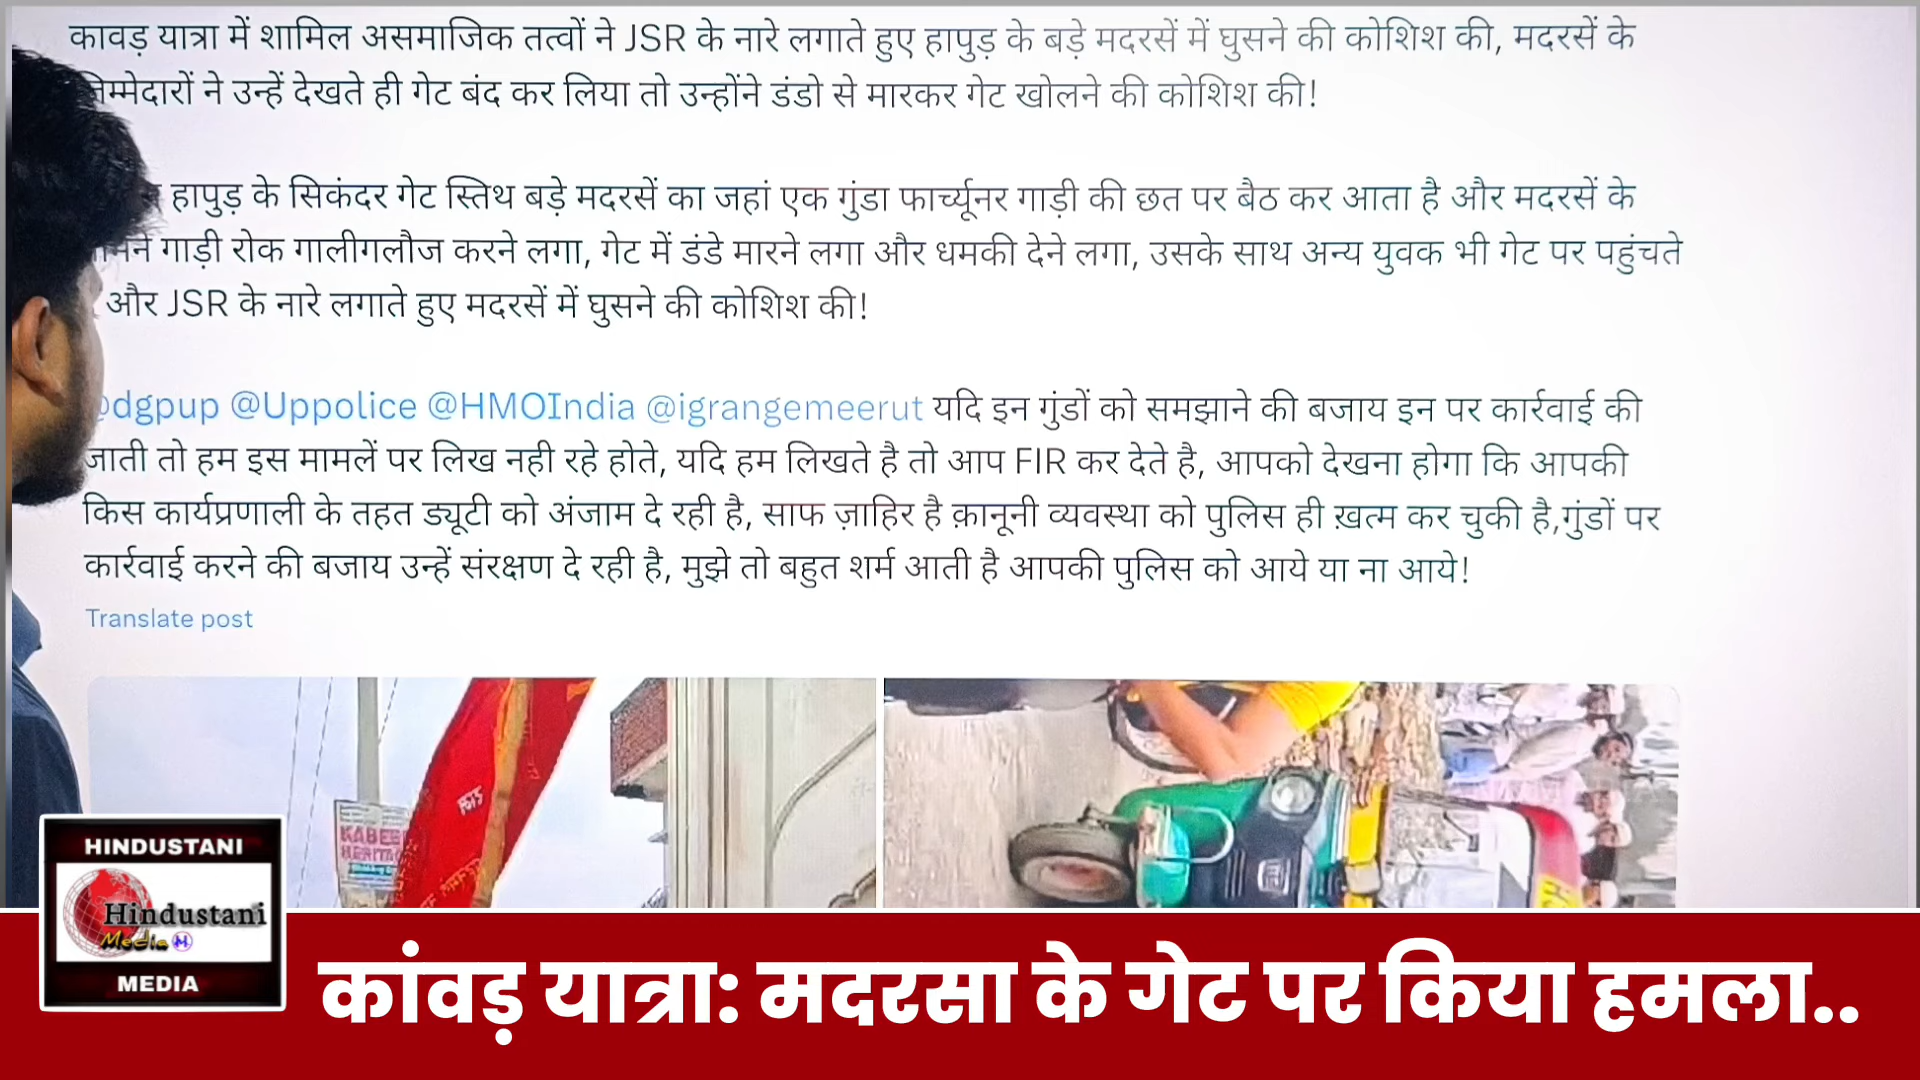 कावड़ यात्रा में शामिल असमाजिक तत्वों ने JSR के नारे लगाते हुए हापुड़ के बड़े मदरसें में घुसने की कोशिश की, मदरसें के
ने उन्हें देखते ही गेट बंद कर लिया तो उन्होंने डंडो से मारकर गेट खोलने की कोशिश की!
हापुड़ के सिकंदर गेट स्तिथ बड़े मदरसें का जहां एक गुंडा फार्च्यूनर गाड़ी की छत पर बैठ कर आता है और मदरसें के
गाड़ी रोक गालीगलौज करने लगा, गेट में डंडे मारने लगा और धमकी देने लगा, उसके साथ अन्य युवक भी गेट पर पहुंचते
और JSR के नारे लगाते हुए मदरसें में घुसने की कोशिश की!
dgpup @Uppolice @HMOIndia @igrangemeerut यदि इन गुंडों को समझाने की बजाय इन पर कार्रवाई की
जाती तो हम इस मामलें पर लिख नही रहे होते, यदि हम लिखते है तो आप FIR कर देते है, आपको देखना होगा कि आपकी
किस कार्यप्रणाली के तहत ड्यूटी को अंजाम दे रही है, साफ ज़ाहिर है क़ानूनी व्यवस्था को पुलिस ही ख़त्म कर चुकी है,गुंडों पर
कार्रवाई करने की बजाय उन्हें संरक्षण दे रही है, मुझे तो बहुत शर्म आती है आपकी पुलिस को आये या ना आये!
Translate post
KABEE
HERITA
HINDUSTANI
Hindustani
Media M
MEDIA
कांवड़ यात्रा: मदरसा के गेट पर किया हमला..